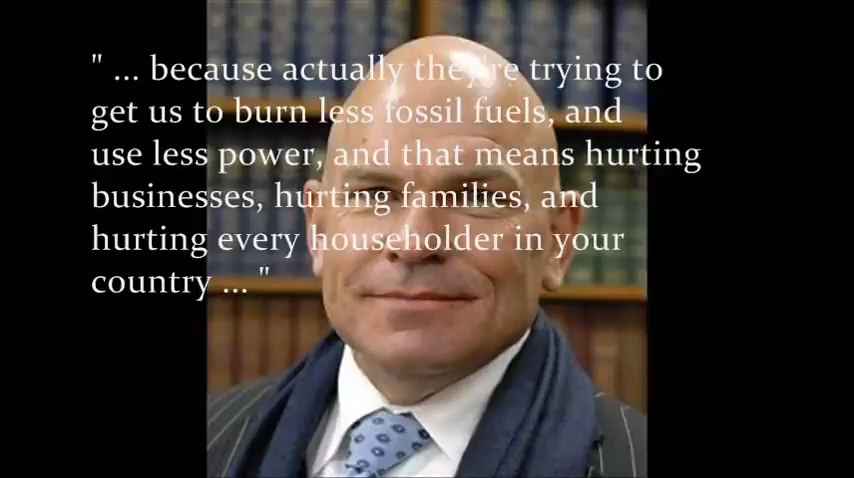 " ... because actually they're trying to
get us to burn less fossil fuels, and
use less power, and that means hurting
businesses, hurting families, and
hurting every householder in your
country ... "